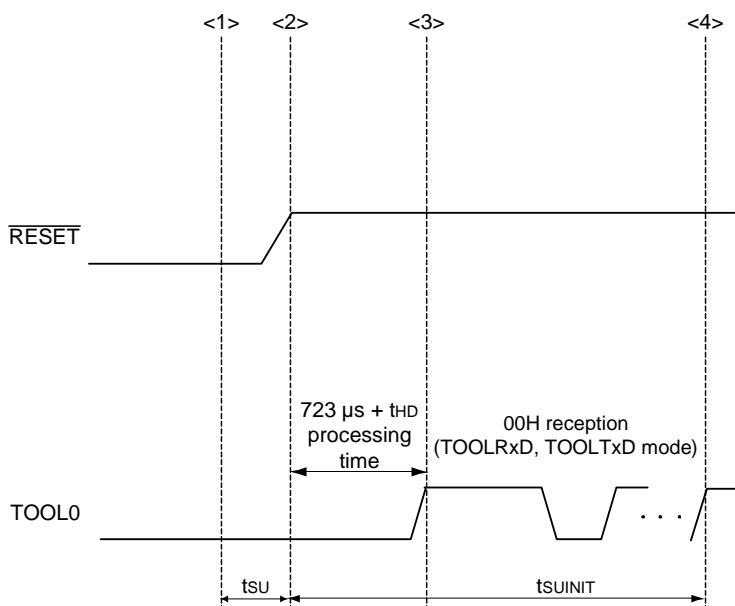 <1> <2> <3> <4>
RESET
723 µs + tHD
processing
time
00H reception
(TOOLRxD, TOOLTxD mode)
TOOL0
. . .
tSU tSUINIT